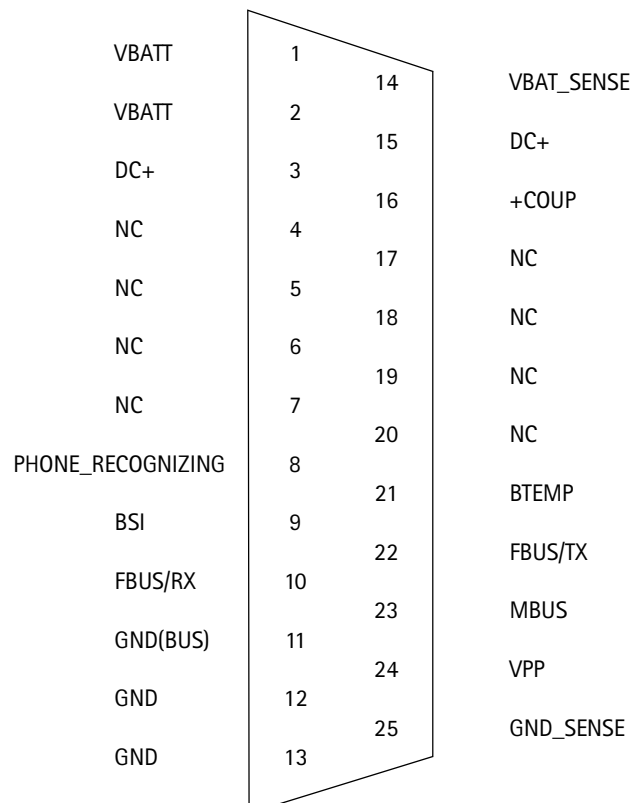 VBATT 1
14 VBAT_SENSE
VBATT 2
15 DC+
DC+ 3
16 +COUP
NC 4
17 NC
NC 5
18 NC
NC 6
19 NC
NC 7
20 NC
PHONE_RECOGNIZING 8
21 BTEMP
BSI 9
22 FBUS/TX
FBUS/RX 10
23 MBUS
GND(BUS) 11
24 VPP
GND 12
25 GND_SENSE
GND 13